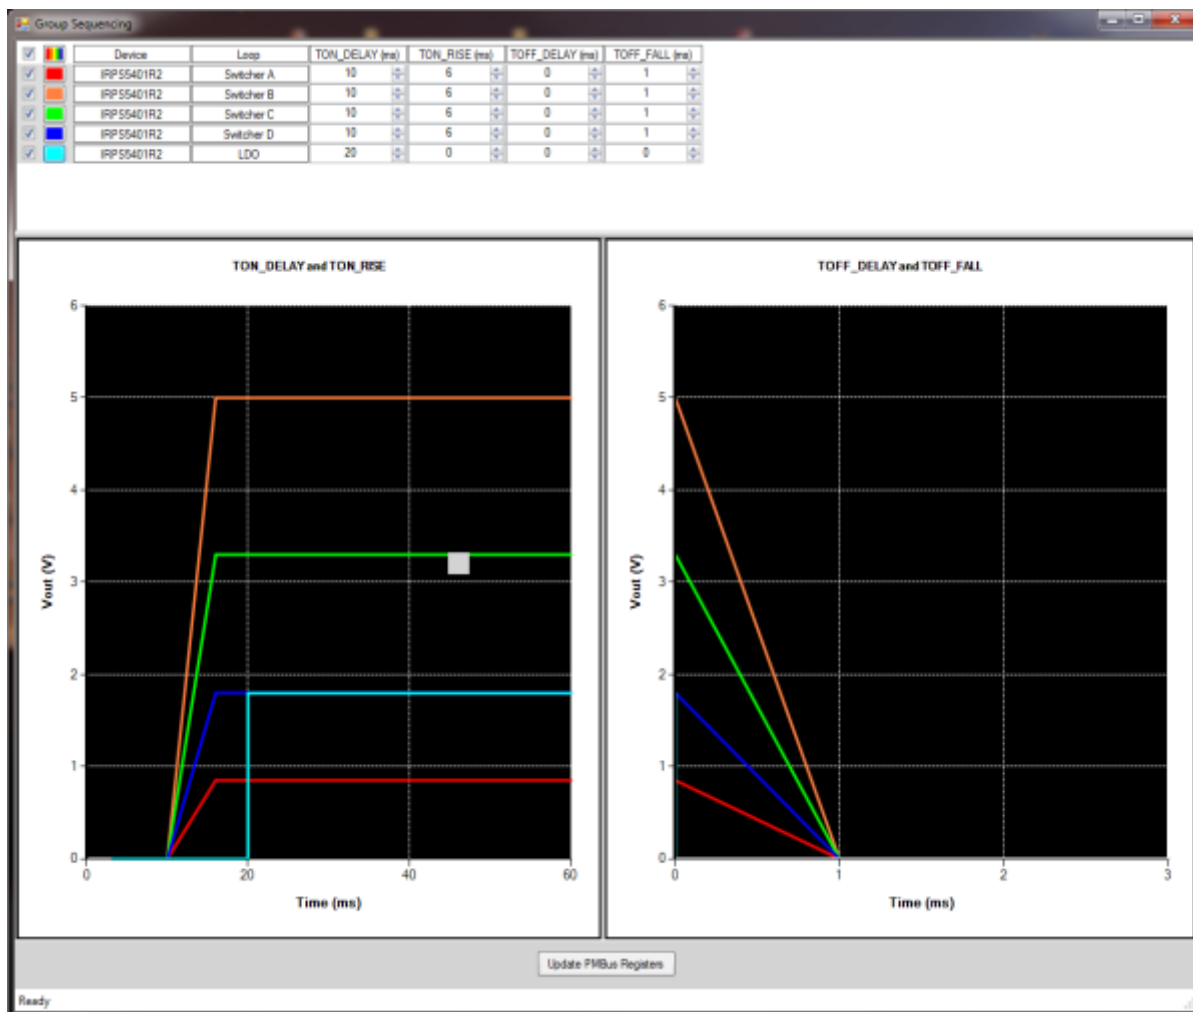 Group Sequencing
Device Loop TON_DELAY (ms) TON_RISE (ms) TOFF_DELAY (ms) TOFF_FALL (ms)
IRPS5401R2 Switcher A 10 6 0 1
IRPS5401R2 Switcher B 10 6 0 1
IRPS5401R2 Switcher C 10 6 0 1
IRPS5401R2 Switcher D 10 6 0 1
IRPS5401R2 LDO 20 0 0 0
TON_DELAY and TON_RISE
6
5
4
3
2
1
0
Vout (V)
0 20 40 60
Time (ms)
TOFF_DELAY and TOFF_FALL
6
5
4
3
2
1
0
Vout (V)
0 1 2 3
Time (ms)
Update PMBus Registers
Ready